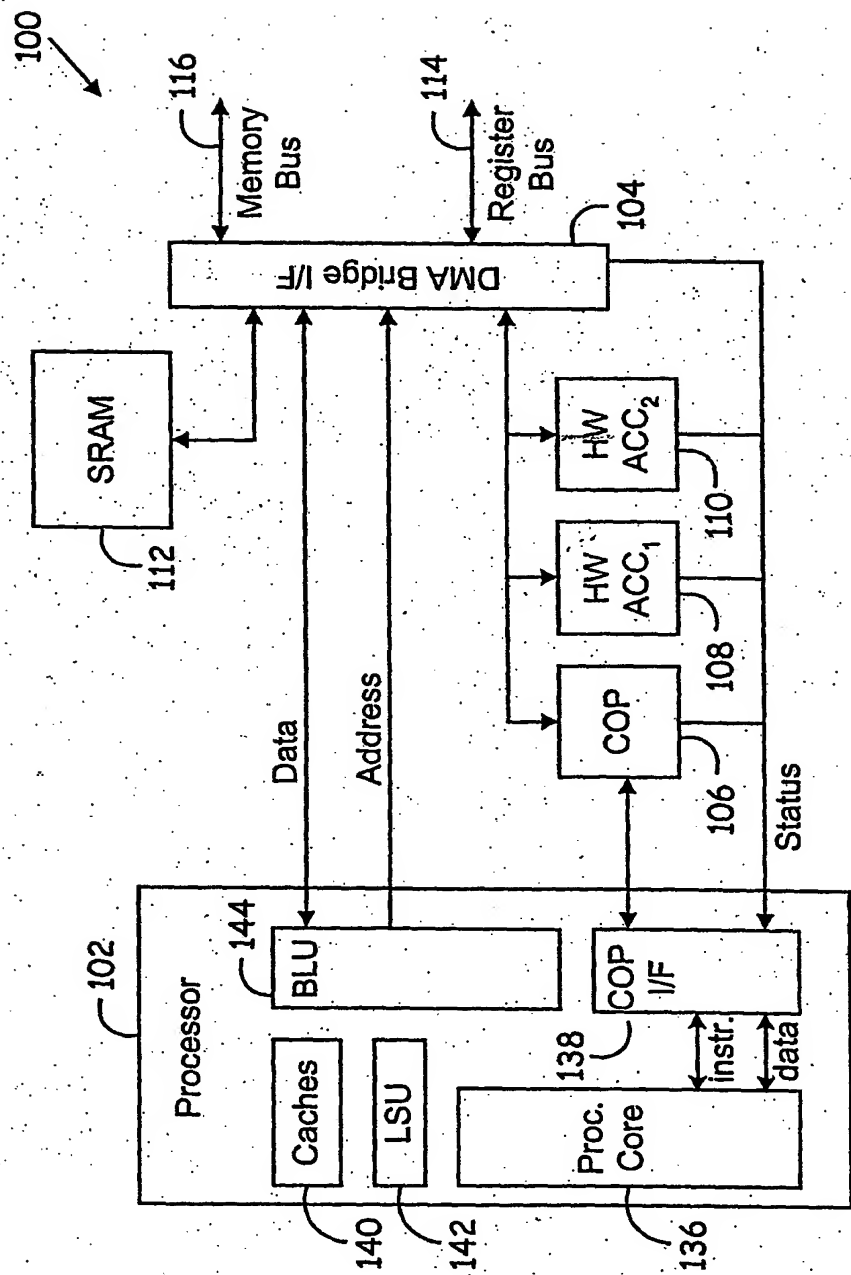 100
102
Processor
140
Caches
142
LSU
144
BLU
136
Proc.
Core
instr.
data
138
COP
I/F
Data
Address
Status
112
SRAM
106
COP
108
HW
ACC₁
110
HW
ACC₂
DMA Bridge I/F
104
116
Memory
Bus
114
Register
Bus